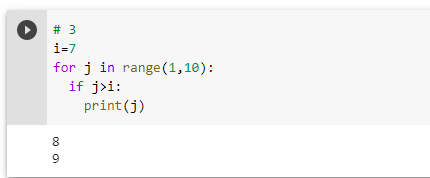 # 3
i=7
for j in range(1,10):
  if j>i:
    print(j)
8
9